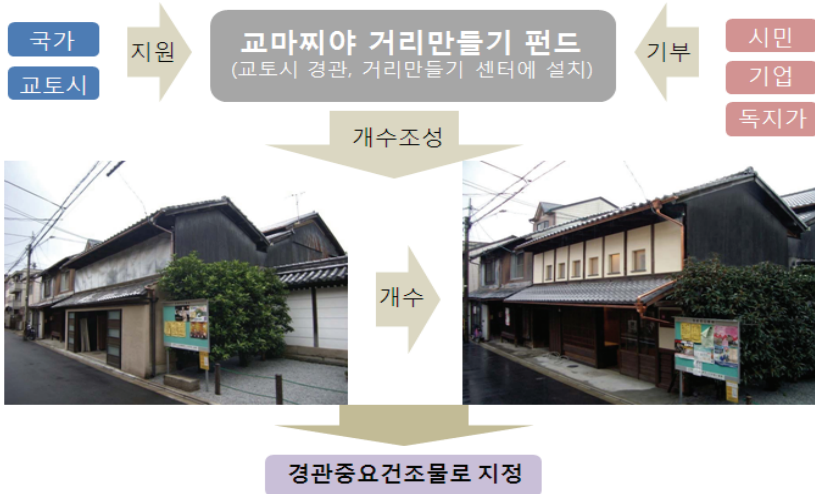 국가
교토시
지원
교마찌야 거리만들기 펀드
(교토시 경관, 거리만들기 센터에 설치)
기부
시민
기업
독지가
개수조성
개수
경관중요건조물로 지정